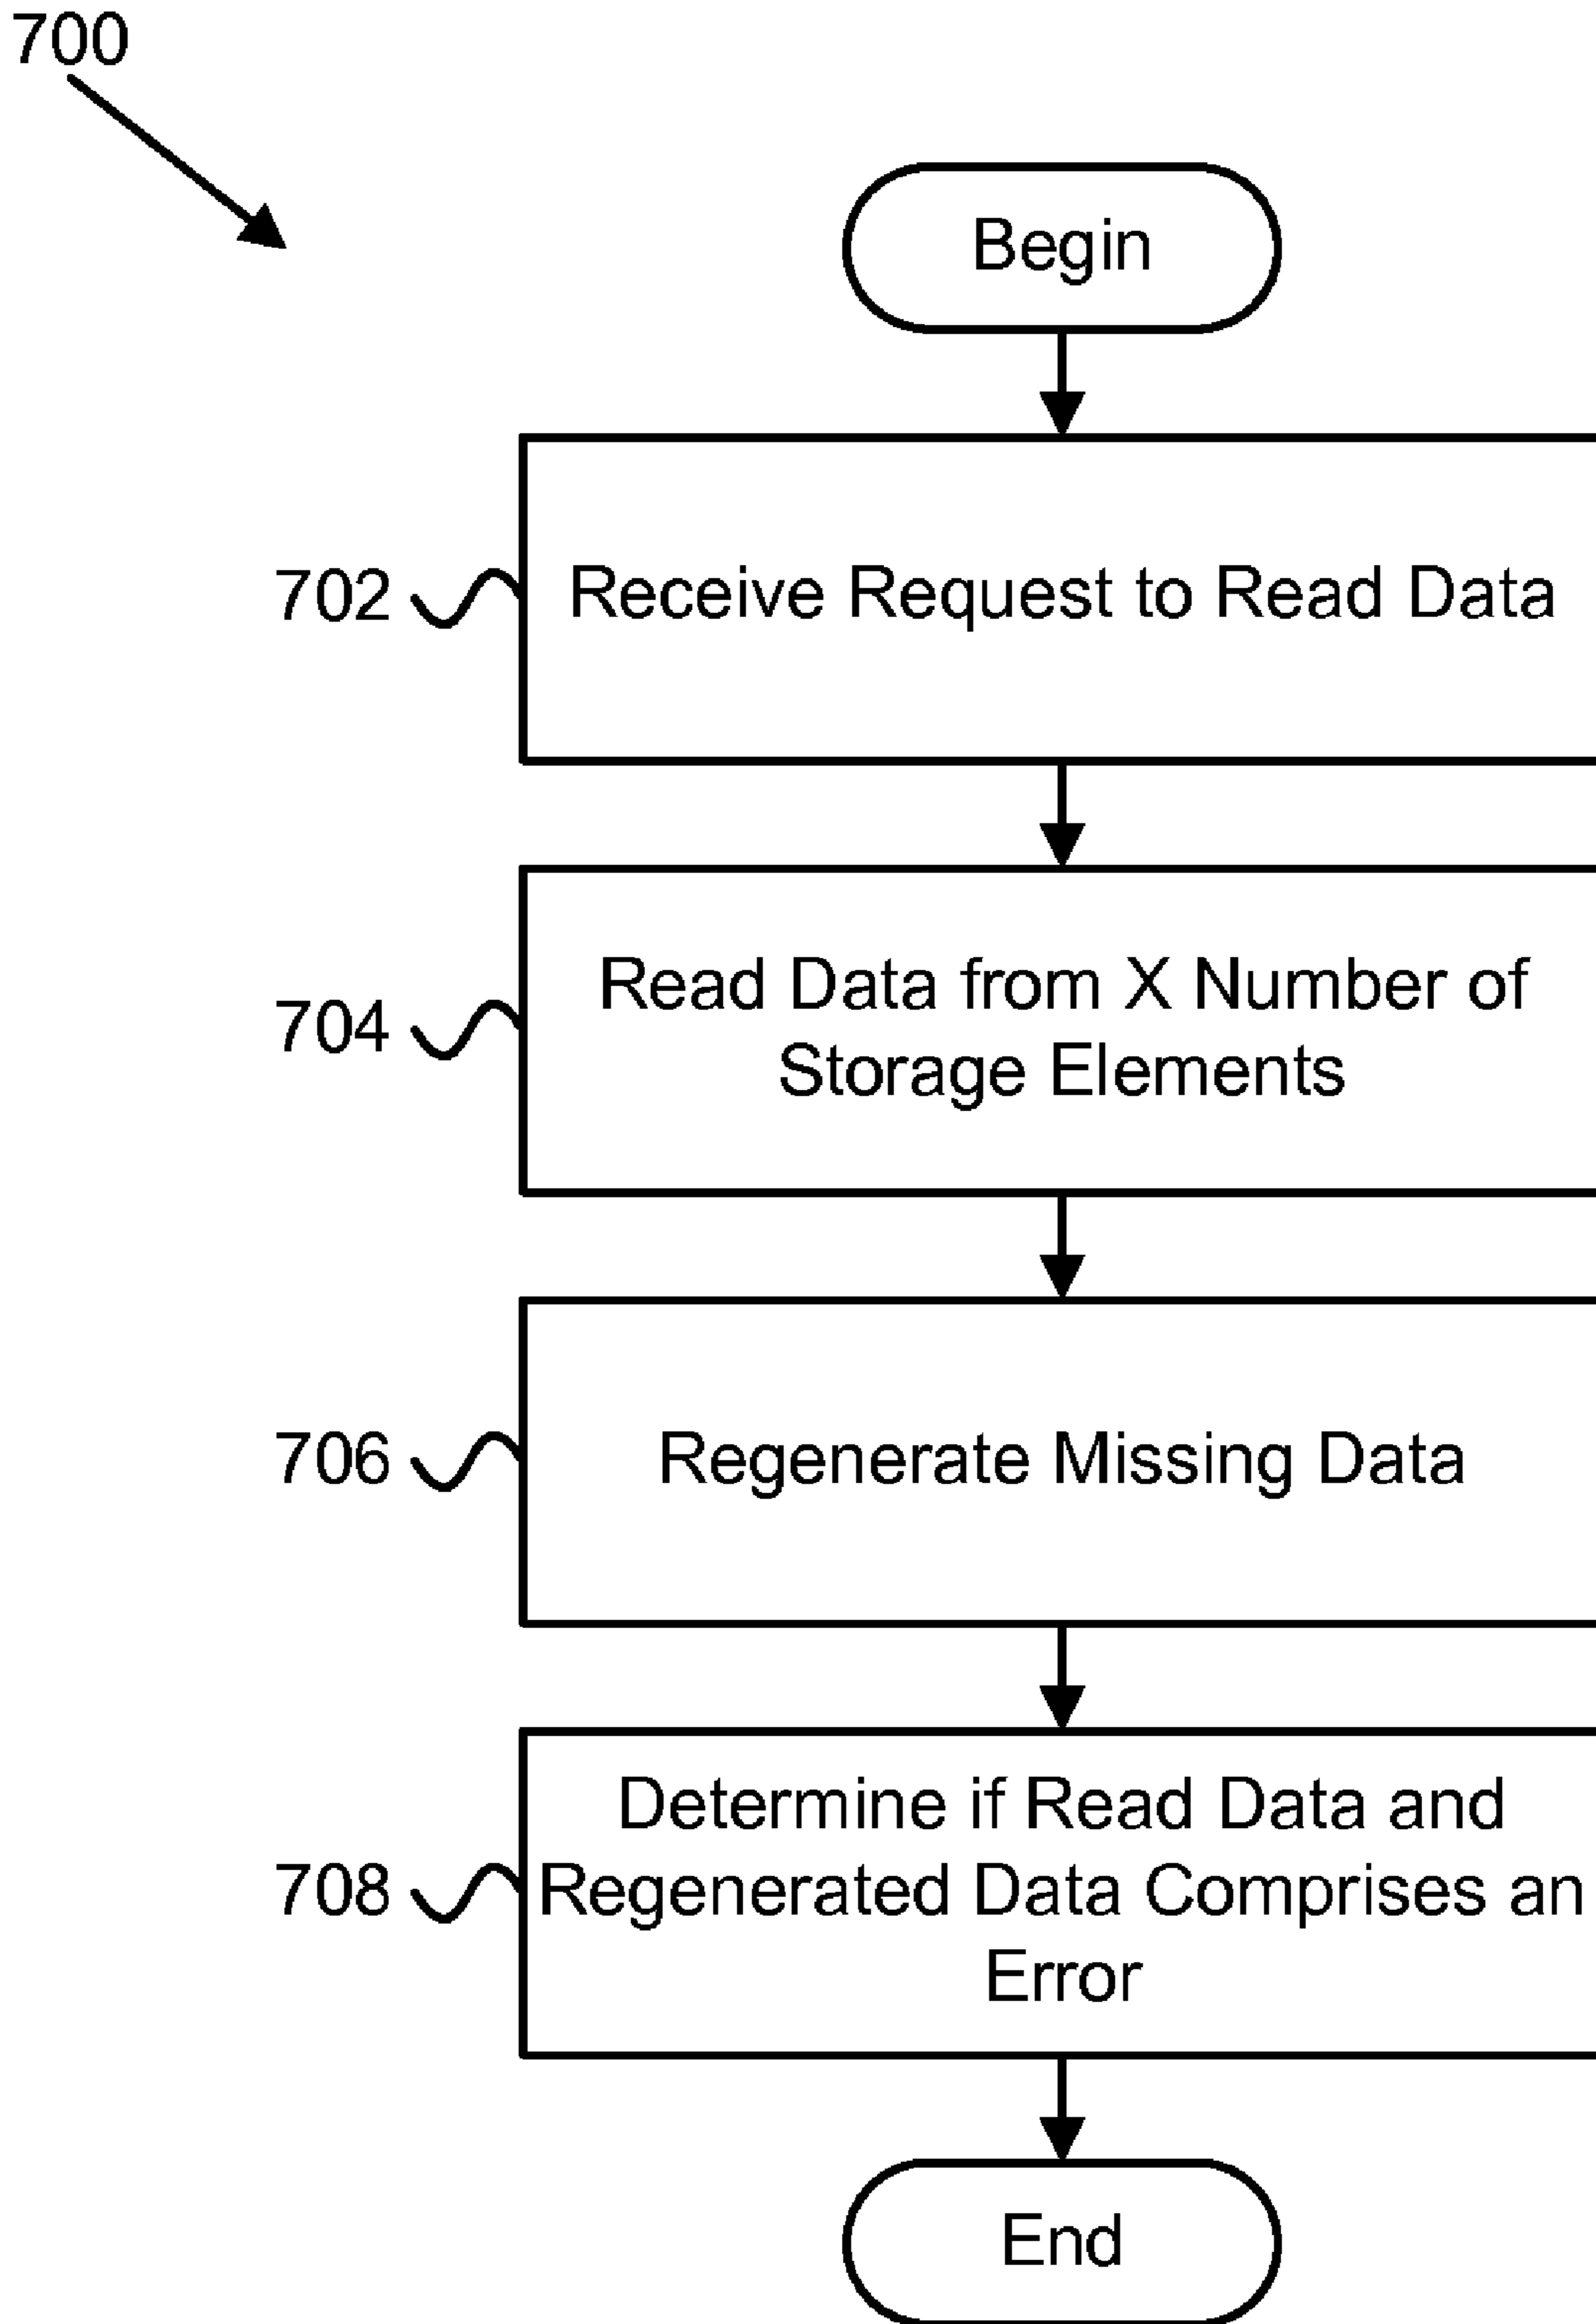 700
Begin
702
Receive Request to Read Data
704
Read Data from X Number of
Storage Elements
706
Regenerate Missing Data
708
Determine if Read Data and
Regenerated Data Comprises an
Error
End